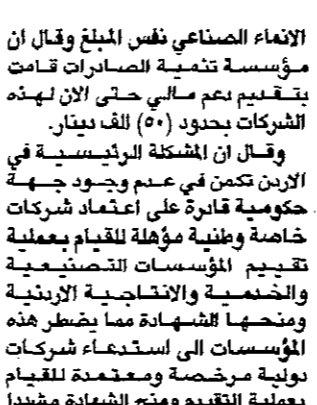 الانماء الصناعي نفس المبلغ وقال ان
مؤسسة تنمية الصادرات قامت
بتقديم دعم مالي حتى الان لهذه
الشركات بحدود (٥٠) الف دينار.
وقال ان المشكلة الرئيسية في
الاردن تكمن في عدم وجود جهة
حكومية قادرة على اعتماد شركات
خاصة وطنية مؤهلة للقيام بعملية
تقييم المؤسسات التصنيعية
والخدمية والانتاجية الاردنية
ومنحها الشهادة مما يضطر هذه
المؤسسات الى استدعاء شركات
دولية مرخصة ومعتمدة للقيام
بعملية التقييم ومنح الشهادة مشيدا